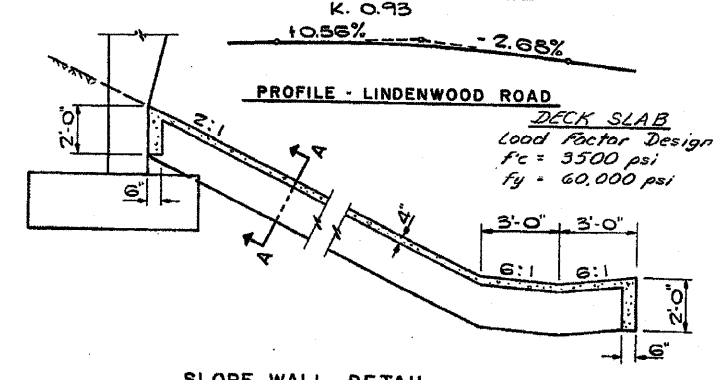 K. 0.93
+0.56%
- 2.68%
PROFILE - LINDENWOOD ROAD
DECK SLAB
Load Factor Design
f'c = 3500 psi
fy = 60,000 psi
2'-0"
2:1
A
A
6"
4"
3'-0" 3'-0"
6:1 6:1
2'-0"
6"
SLOPE WALL DETAIL